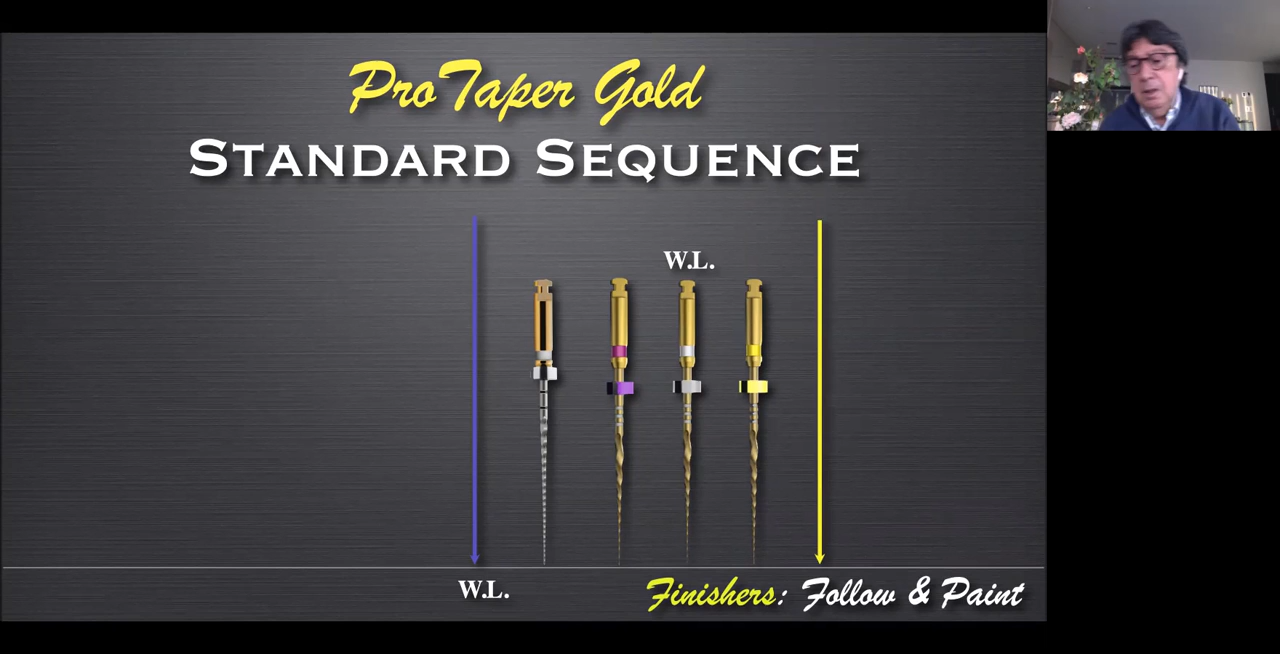 ProTaper Gold
STANDARD SEQUENCE
W.L.
W.L.
Finishers: Follow & Paint